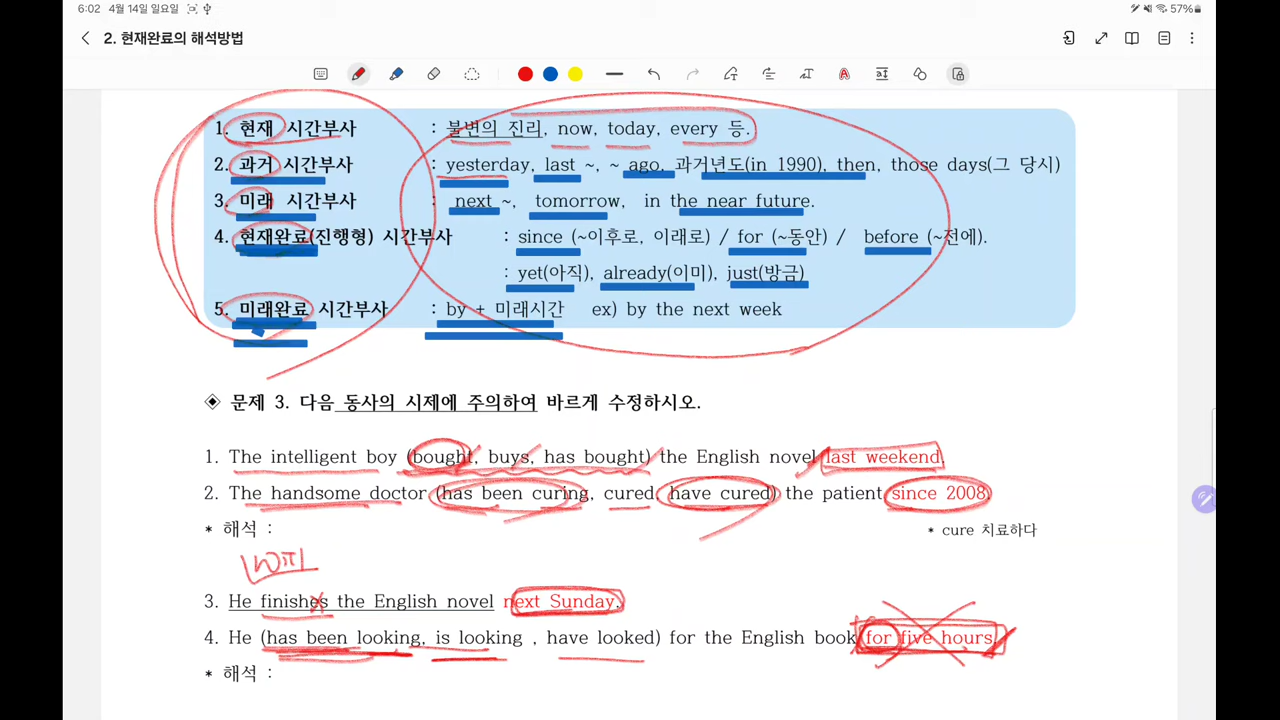 6:02 4월 14일 일요일 57%
2. 현재완료의 해석방법
1. 현재 시간부사 : 불변의 진리, now, today, every 등.
2. 과거 시간부사 : yesterday, last ~, ~ ago, 과거년도(in 1990), then, those days(그 당시)
3. 미래 시간부사 : next ~, tomorrow, in the near future.
4. 현재완료(진행형) 시간부사 : since (~이후로, 이래로) / for (~동안) / before (~전에).
: yet(아직), already(이미), just(방금)
5. 미래완료 시간부사 : by + 미래시간 ex) by the next week
◈ 문제 3. 다음 동사의 시제에 주의하여 바르게 수정하시오.
1. The intelligent boy (bought, buys, has bought) the English novel last weekend.
2. The handsome doctor (has been curing, cured, have cured) the patient since 2008.
* 해석 : * cure 치료하다
will
3. He finishes the English novel next Sunday.
4. He (has been looking, is looking , have looked) for the English book for five hours.
* 해석 :